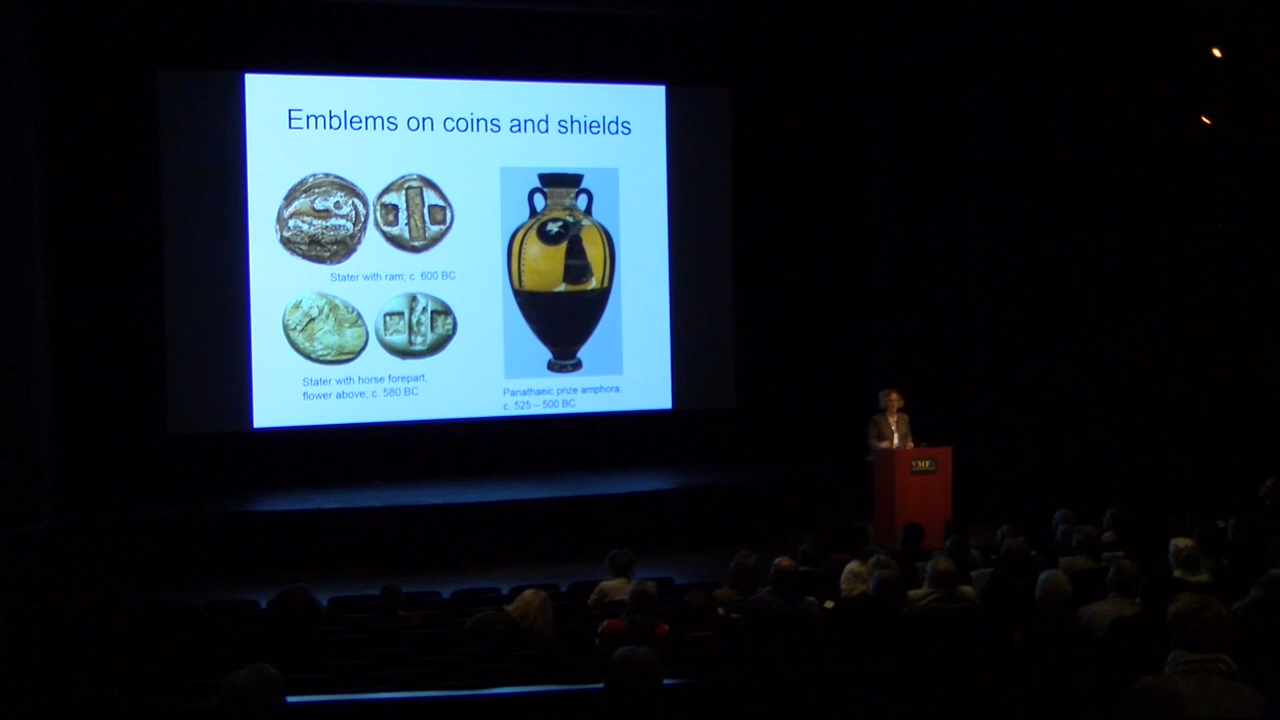 Emblems on coins and shields
Stater with ram; c. 600 BC
Stater with horse forepart,
flower above; c. 580 BC
Panathaeic prize amphora;
c. 525 – 500 BC
VMFA